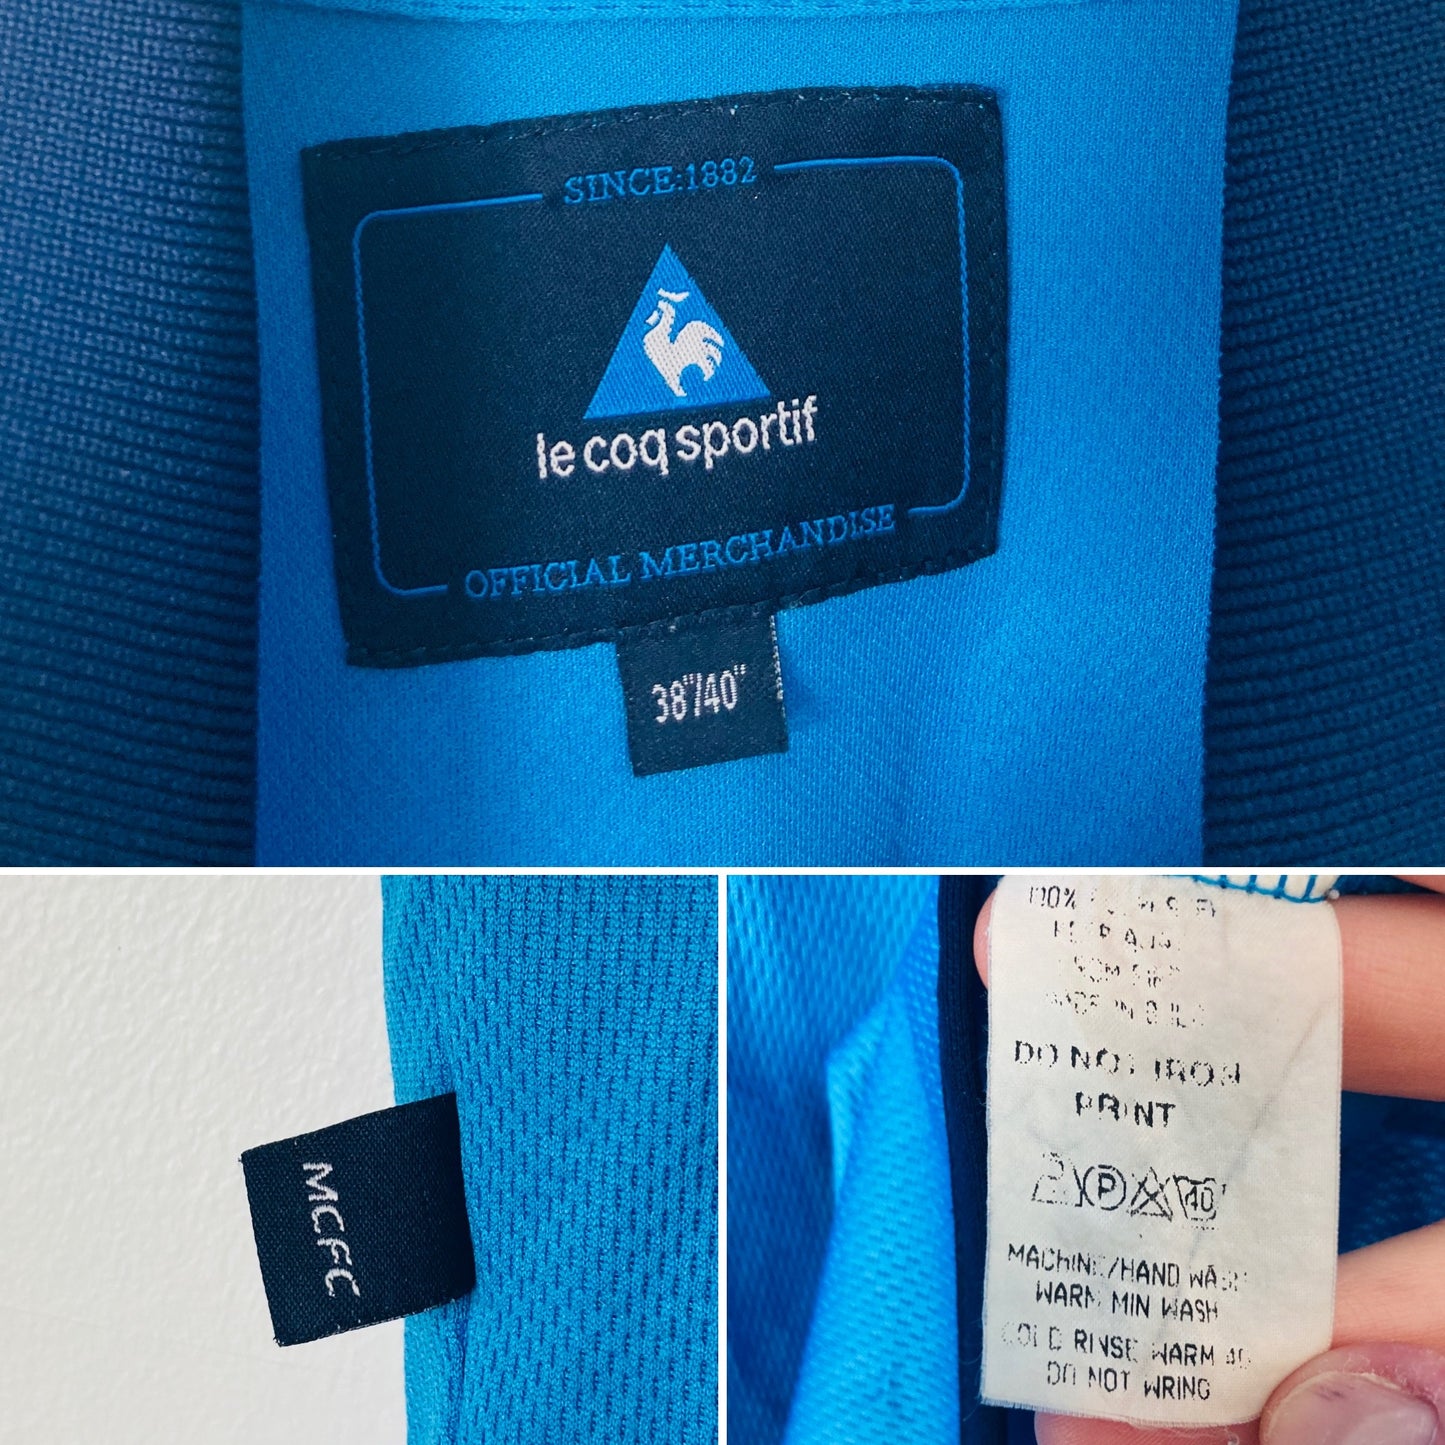 SINCE:1882
le coq sportif
OFFICIAL MERCHANDISE
38"/40"
MCFC
100%
DO NOT IRON
PRINT
P 40
MACHINE/HAND WASH
WARM MIN WASH
COLD RINSE WARM 40
DO NOT WRING